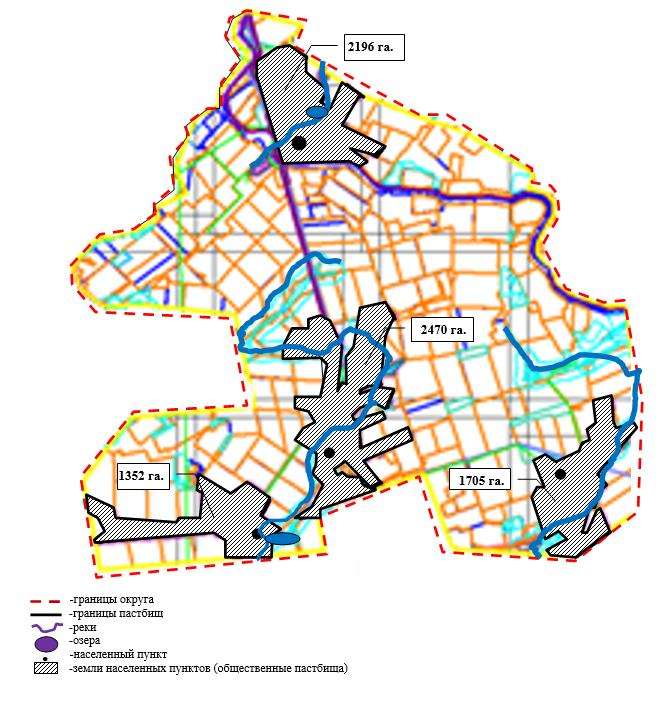 2196 га.
2470 га.
1352 га.
1705 га.
-границы округа
-границы пастбищ
-реки
-озера
-населенный пункт
-земли населенных пунктов (общественные пастбища)